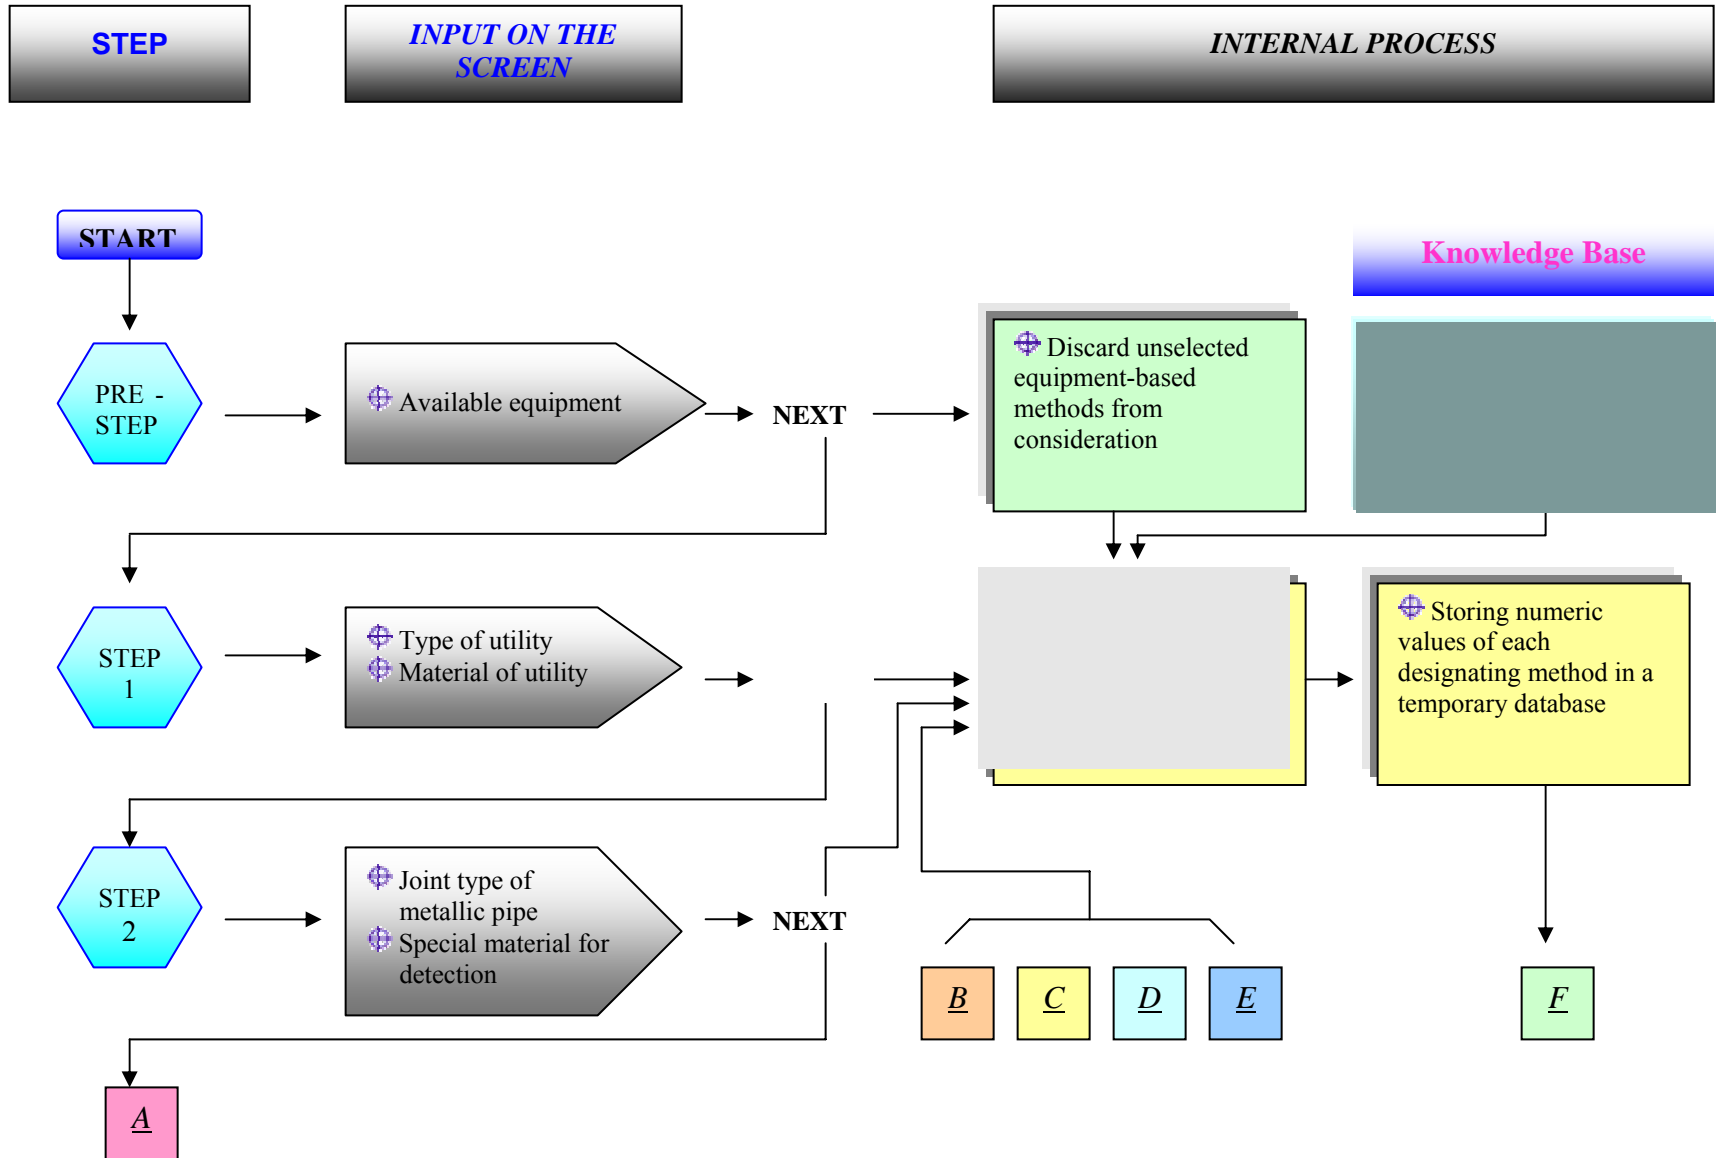 STEP
INPUT ON THE
SCREEN
INTERNAL PROCESS
START
Knowledge Base
PRE -
STEP
Available equipment
NEXT
Discard unselected
equipment-based
methods from
consideration
STEP
1
Type of utility
Material of utility
Storing numeric
values of each
designating method in a
temporary database
STEP
2
Joint type of
metallic pipe
Special material for
detection
NEXT
B
C
D
E
F
A